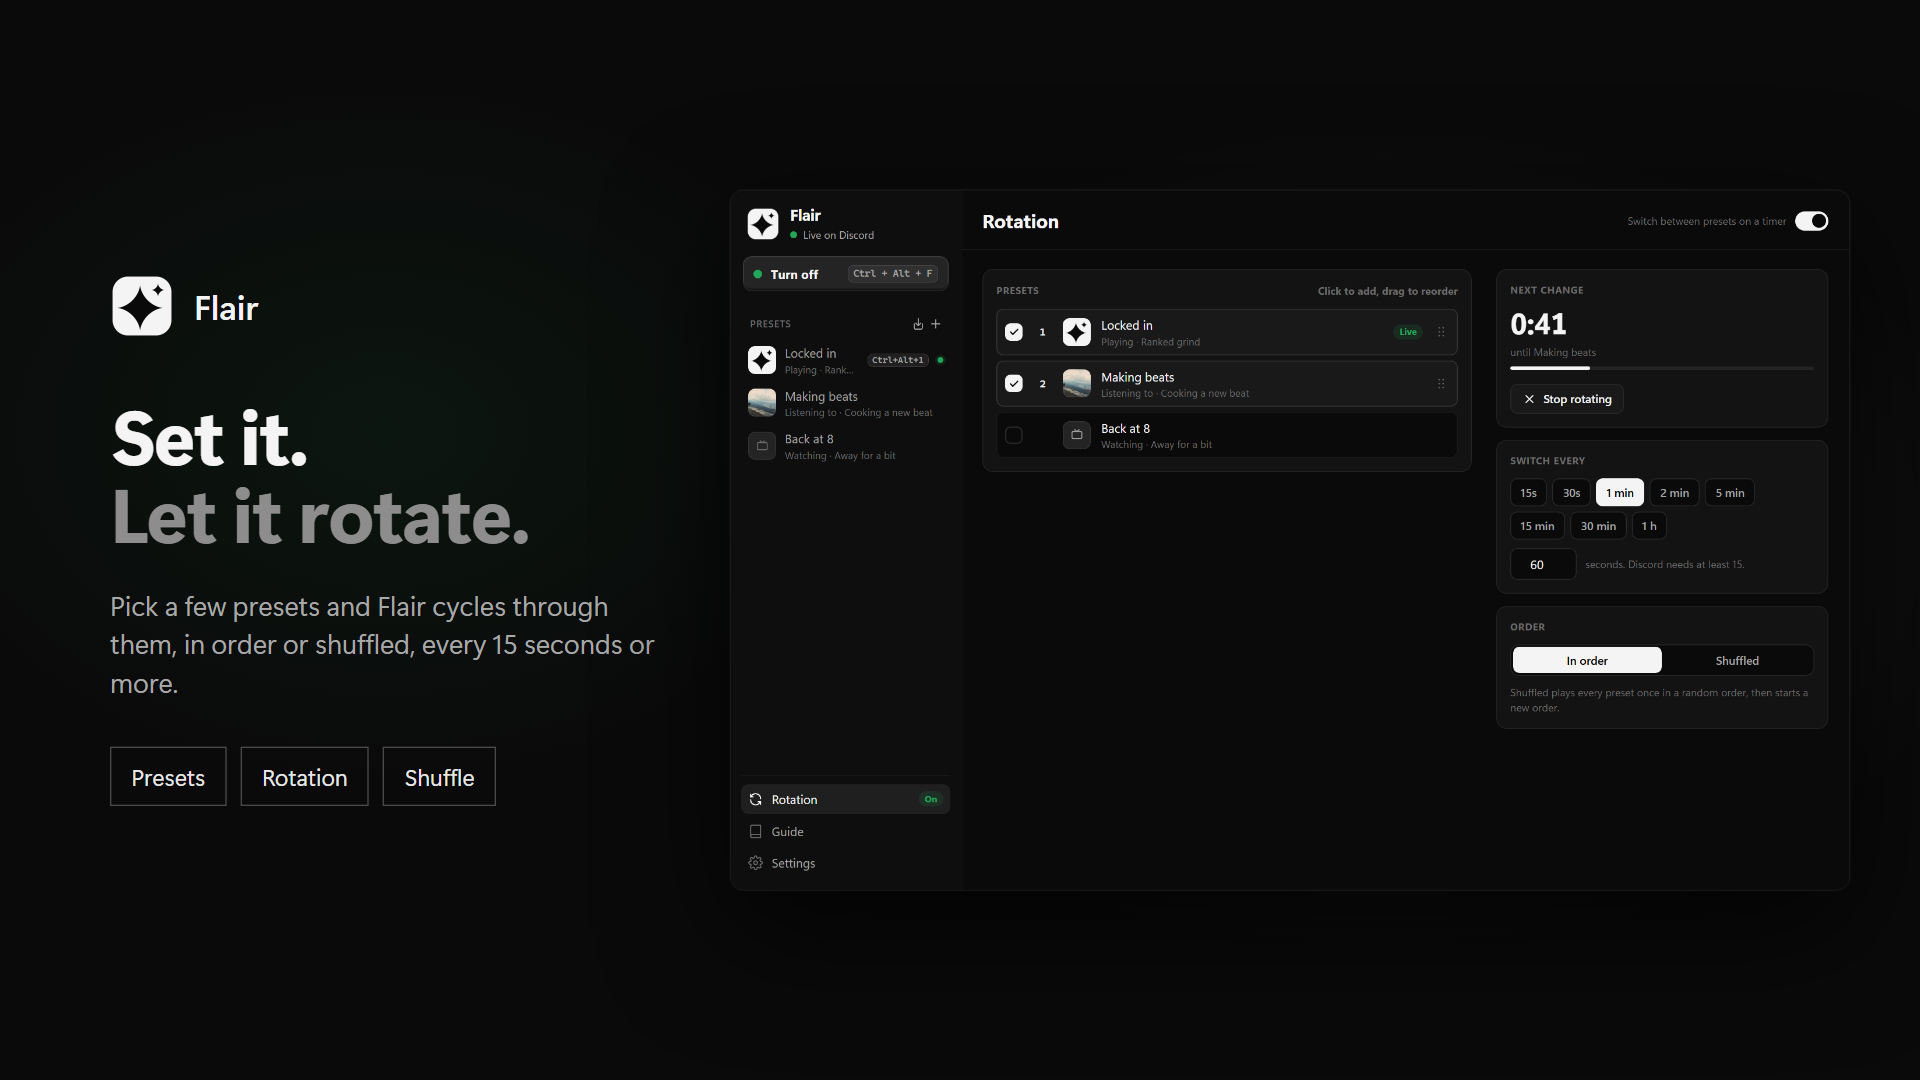 Flair
Set it.
Let it rotate.
Pick a few presets and Flair cycles through
them, in order or shuffled, every 15 seconds or
more.
Presets
Rotation
Shuffle
Flair
Live on Discord
Turn off
Ctrl + Alt + F
PRESETS
Locked in
Playing · Rank...
Ctrl+Alt+1
Making beats
Listening to · Cooking a new beat
Back at 8
Watching · Away for a bit
Rotation
On
Guide
Settings
Rotation
Switch between presets on a timer
PRESETS
Click to add, drag to reorder
1
Locked in
Playing · Ranked grind
Live
2
Making beats
Listening to · Cooking a new beat
Back at 8
Watching · Away for a bit
NEXT CHANGE
0:41
until Making beats
Stop rotating
SWITCH EVERY
15s
30s
1 min
2 min
5 min
15 min
30 min
1 h
60
seconds. Discord needs at least 15.
ORDER
In order
Shuffled
Shuffled plays every preset once in a random order, then starts a
new order.